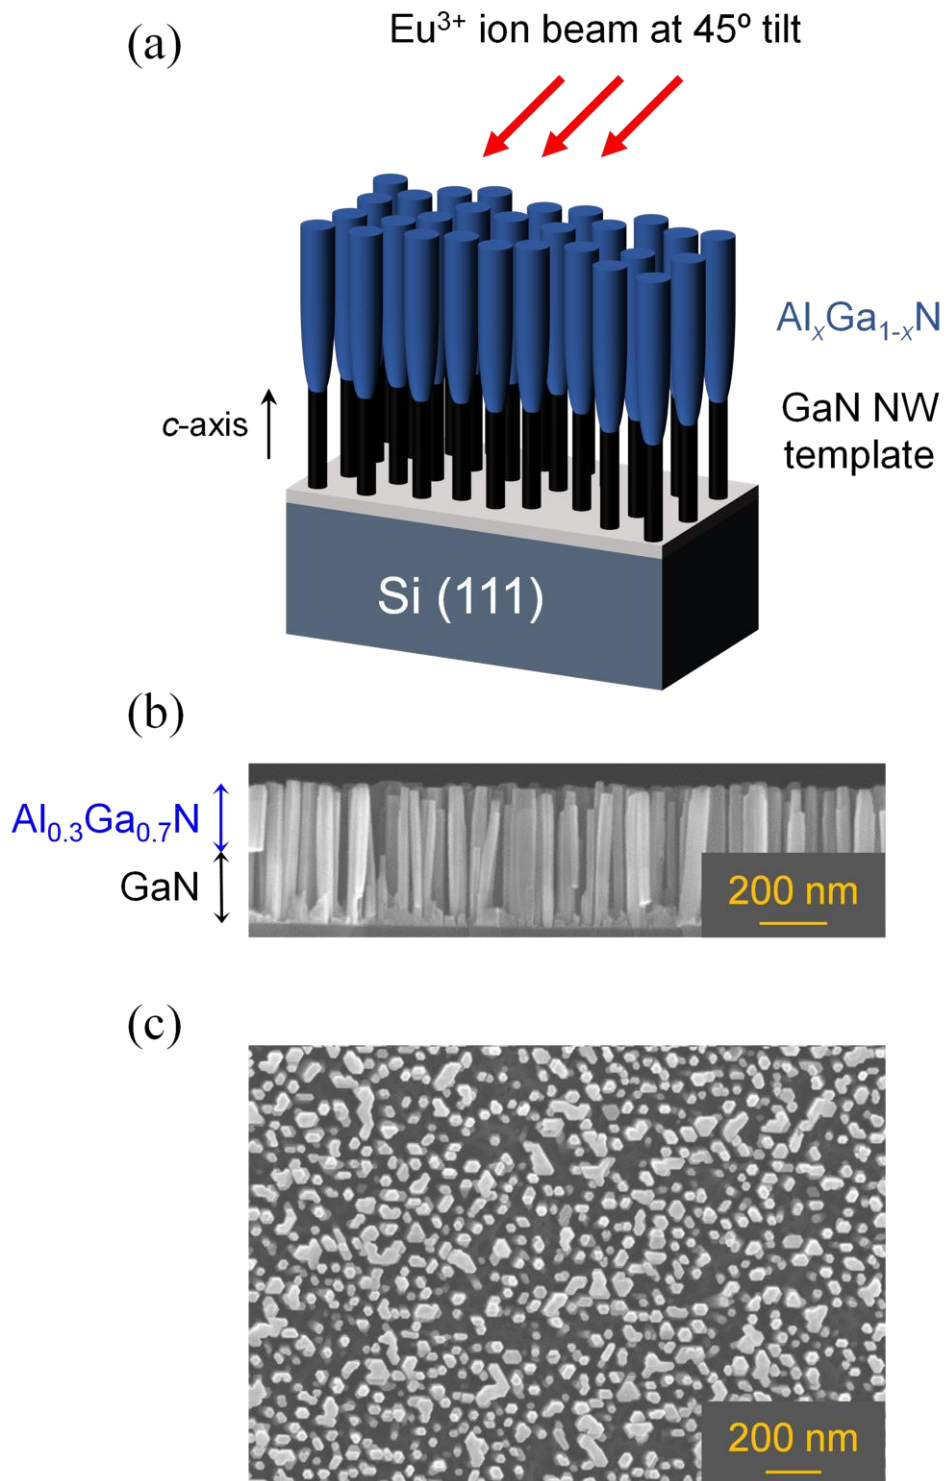 (a)
Eu³⁺ ion beam at 45º tilt
AlₓGa₁₋ₓN
c-axis
GaN NW
template
Si (111)
(b)
Al₀.₃Ga₀.₇N
GaN
200 nm
(c)
200 nm